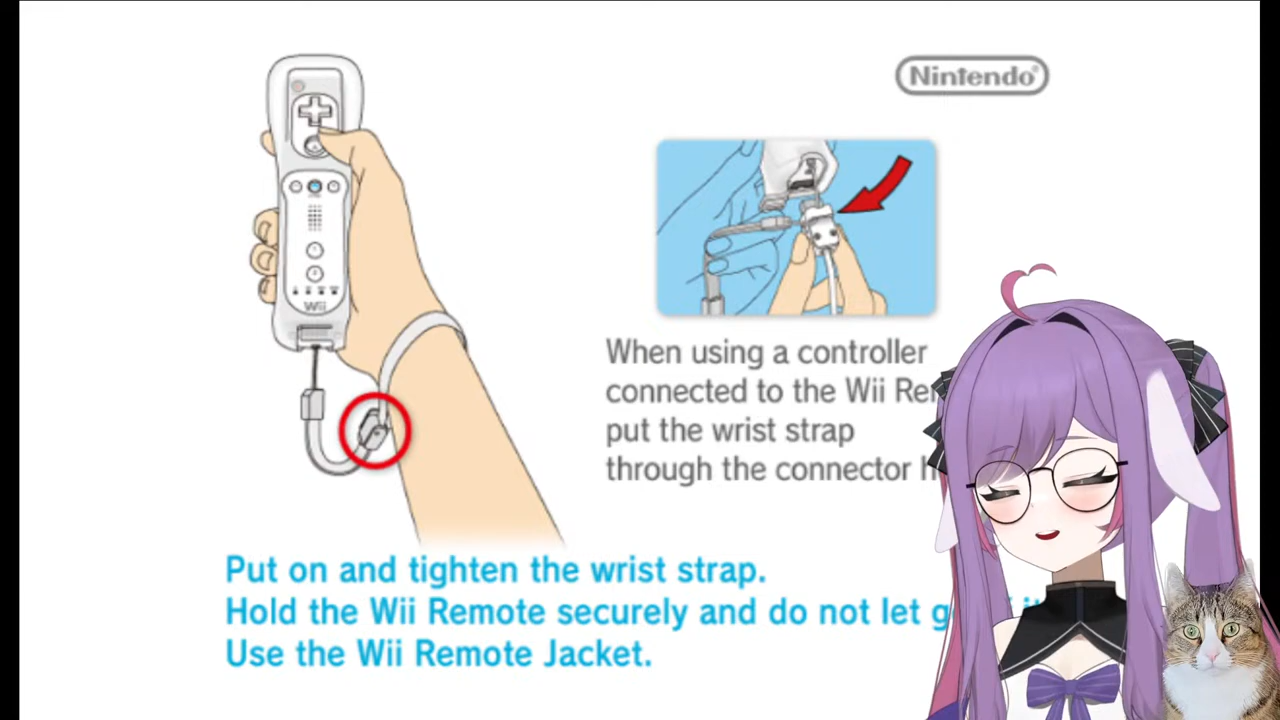 Nintendo®
Wii
When using a controller
connected to the Wii
put the wrist strap
through the connector
Put on and tighten the wrist strap.
Hold the Wii Remote securely and do not let
Use the Wii Remote Jacket.